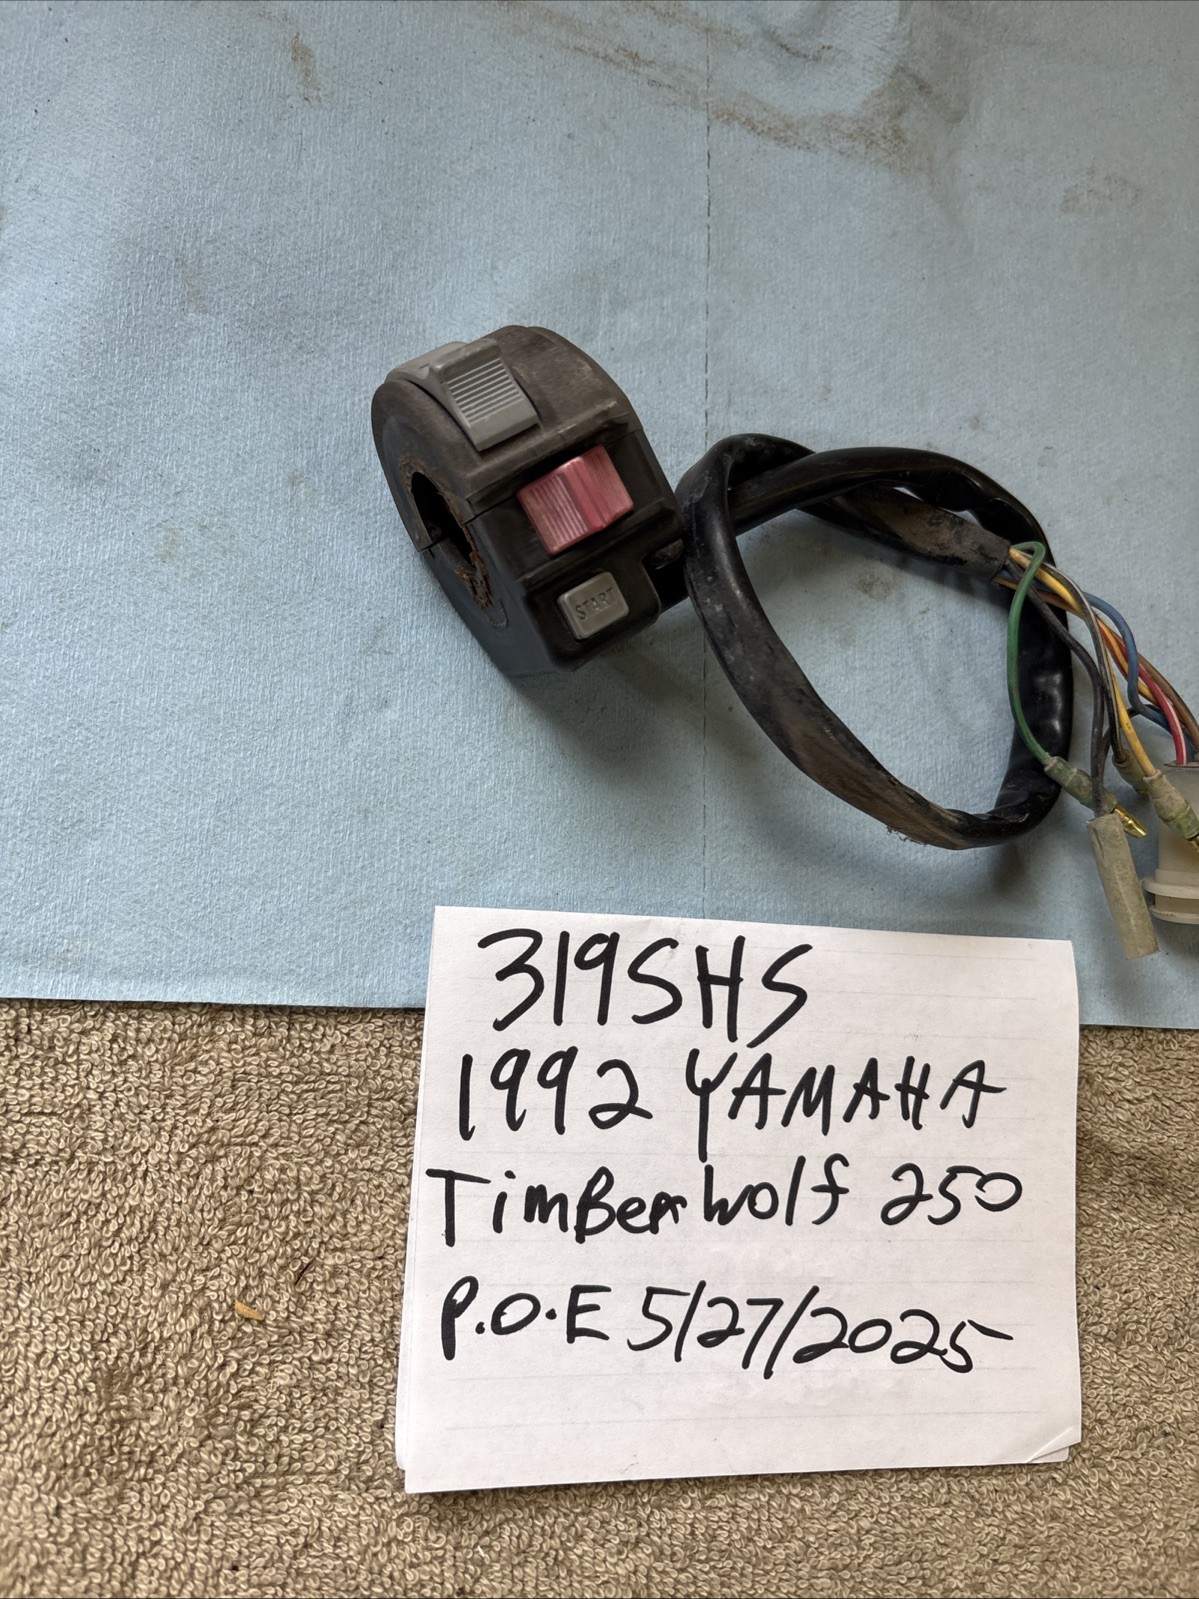 START
319SHS
1992 YAMAHA
TimBerwolf 250
P.O.E 5/27/2025